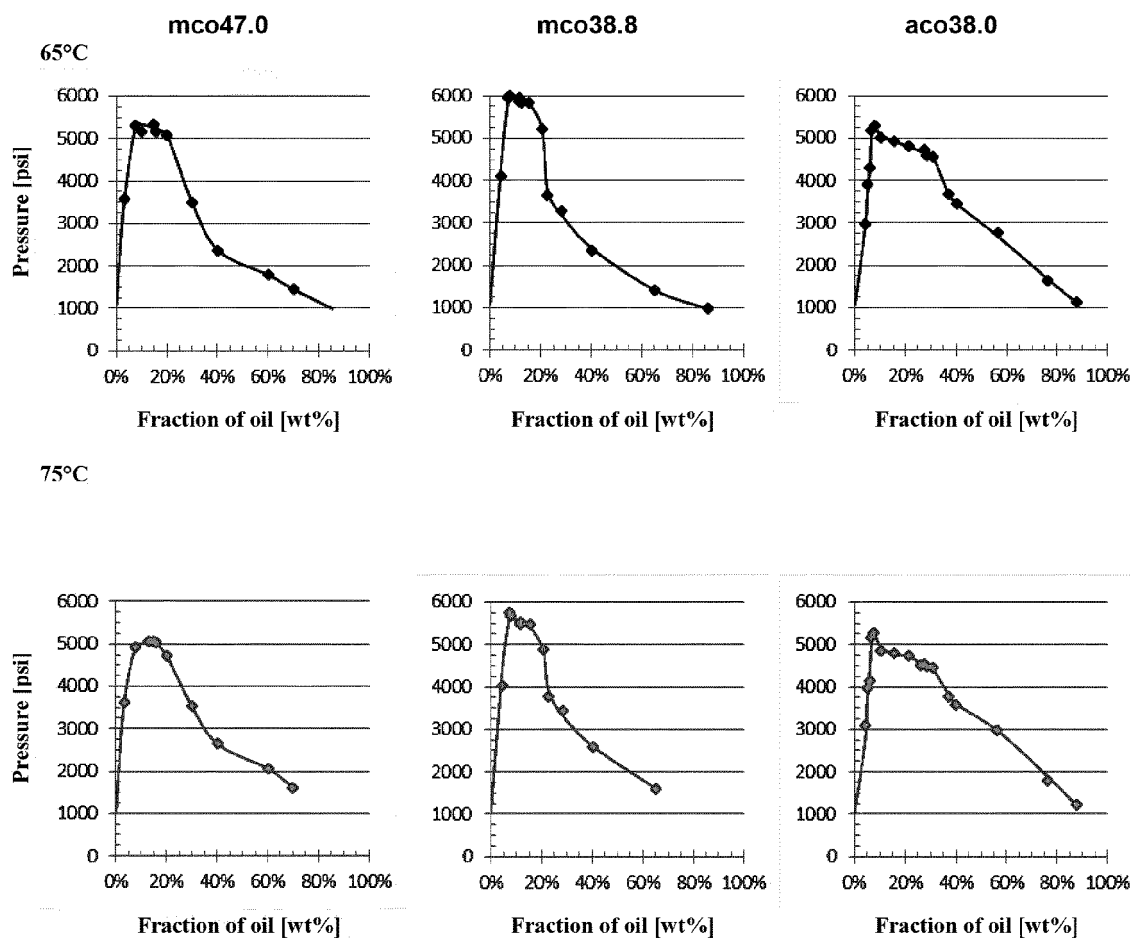 mco47.0 mco38.8 aco38.0
65°C
Pressure [psi]
6000 6000 6000
5000 5000 5000
4000 4000 4000
3000 3000 3000
2000 2000 2000
1000 1000 1000
0 0 0
0% 20% 40% 60% 80% 100% 0% 20% 40% 60% 80% 100% 0% 20% 40% 60% 80% 100%
Fraction of oil [wt%] Fraction of oil [wt%] Fraction of oil [wt%]
75°C
Pressure [psi]
6000 6000 6000
5000 5000 5000
4000 4000 4000
3000 3000 3000
2000 2000 2000
1000 1000 1000
0 0 0
0% 20% 40% 60% 80% 100% 0% 20% 40% 60% 80% 100% 0% 20% 40% 60% 80% 100%
Fraction of oil [wt%] Fraction of oil [wt%] Fraction of oil [wt%]